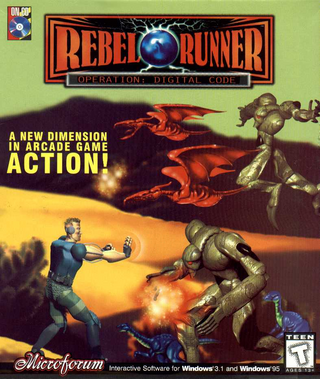 ON CD!
REBEL RUNNER
OPERATION: DIGITAL CODE
A NEW DIMENSION
IN ARCADE GAME
ACTION!
Microforum
Interactive Software for Windows 3.1 and Windows 95
TEEN
T
AGES 13+